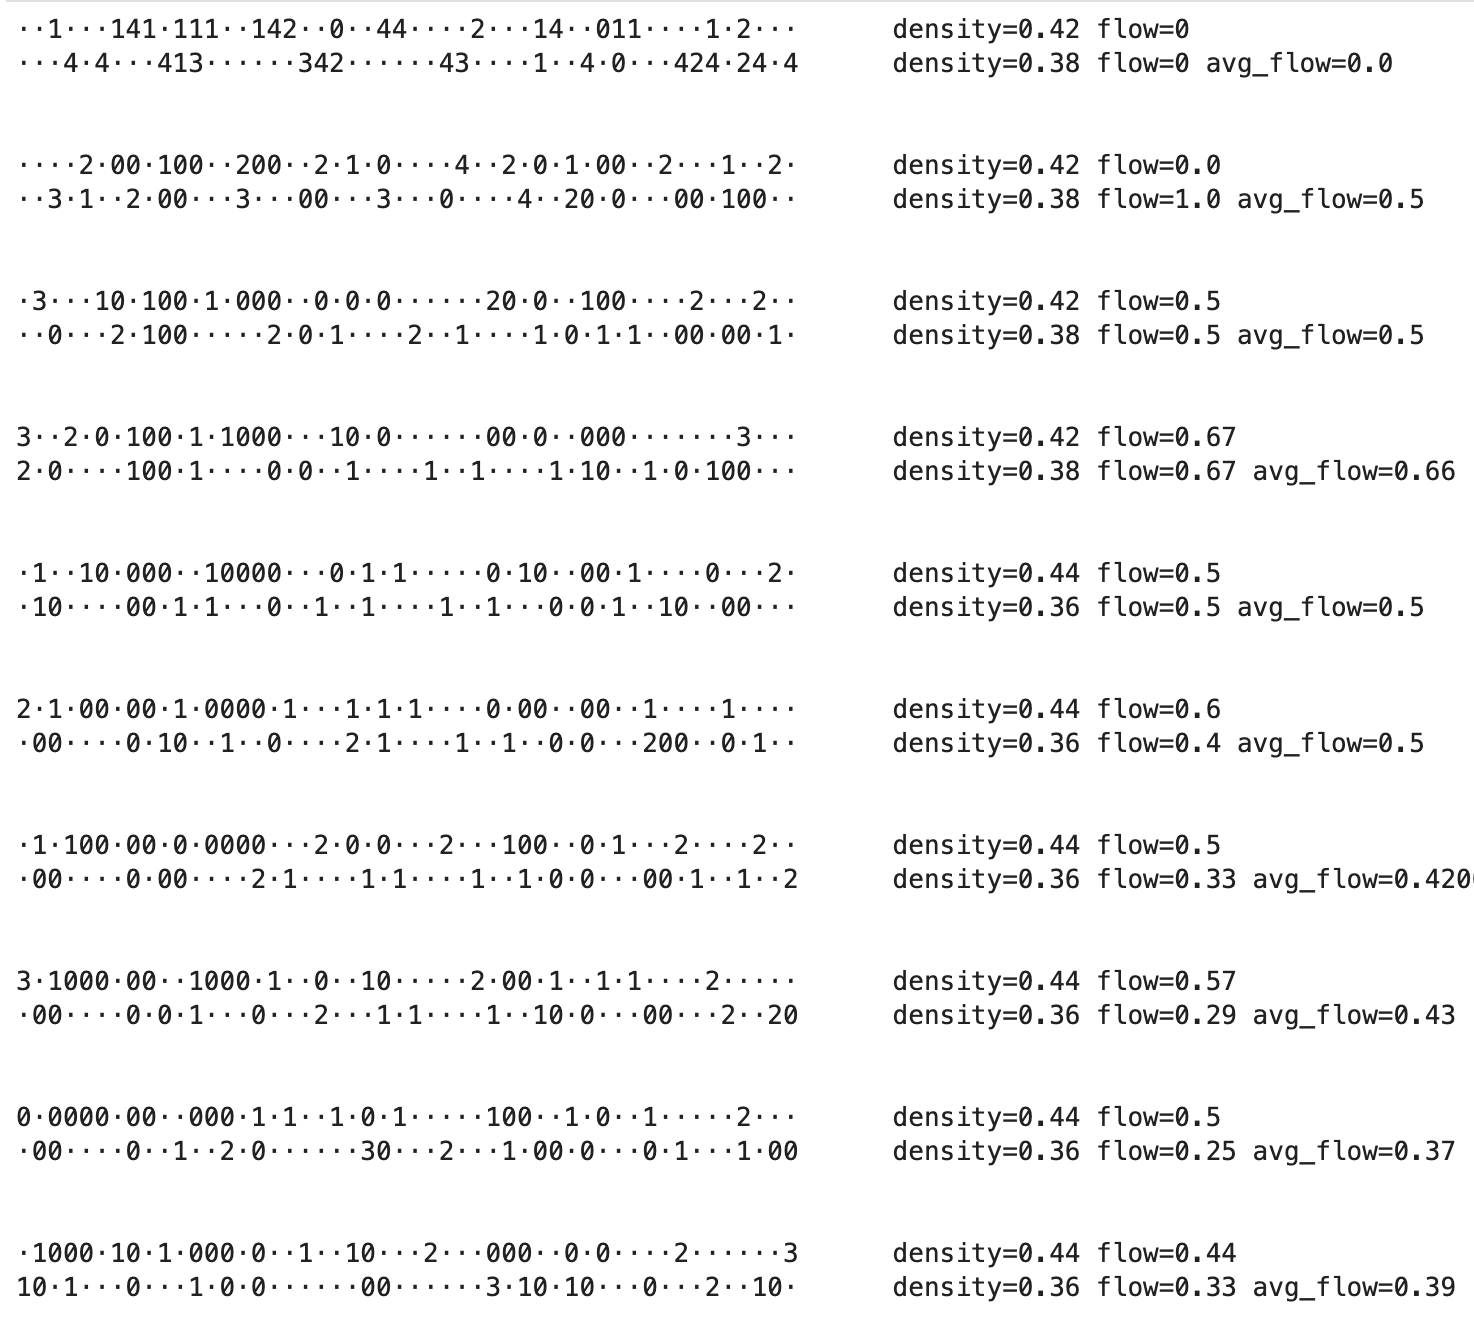 ··1···141·111··142··0··44····2···14··011····1·2··· density=0.42 flow=0
···4·4···413······342······43····1··4·0···424·24·4 density=0.38 flow=0 avg_flow=0.0
····2·00·100··200··2·1·0····4··2·0·1·00··2···1··2· density=0.42 flow=0.0
··3·1··2·00···3···00···3···0····4··20·0···00·100·· density=0.38 flow=1.0 avg_flow=0.5
·3···10·100·1·000··0·0·0······20·0··100····2···2·· density=0.42 flow=0.5
··0···2·100·····2·0·1····2··1····1·0·1·1··00·00·1· density=0.38 flow=0.5 avg_flow=0.5
3··2·0·100·1·1000···10·0······00·0··000·······3··· density=0.42 flow=0.67
2·0····100·1····0·0··1····1··1····1·10··1·0·100··· density=0.38 flow=0.67 avg_flow=0.66
·1··10·000··10000···0·1·1·····0·10··00·1····0···2· density=0.44 flow=0.5
·10····00·1·1···0··1··1····1··1···0·0·1··10··00··· density=0.36 flow=0.5 avg_flow=0.5
2·1·00·00·1·0000·1···1·1·1····0·00··00··1····1···· density=0.44 flow=0.6
·00····0·10··1··0····2·1····1··1··0·0···200··0·1·· density=0.36 flow=0.4 avg_flow=0.5
·1·100·00·0·0000···2·0·0···2···100··0·1···2····2·· density=0.44 flow=0.5
·00····0·00····2·1····1·1····1··1·0·0···00·1··1··2 density=0.36 flow=0.33 avg_flow=0.420
3·1000·00··1000·1··0··10·····2·00·1··1·1····2····· density=0.44 flow=0.57
·00····0·0·1···0···2···1·1····1··10·0···00···2··20 density=0.36 flow=0.29 avg_flow=0.43
0·0000·00··000·1·1··1·0·1·····100··1·0··1·····2··· density=0.44 flow=0.5
·00····0··1··2·0······30···2···1·00·0···0·1···1·00 density=0.36 flow=0.25 avg_flow=0.37
·1000·10·1·000·0··1··10···2···000··0·0····2······3 density=0.44 flow=0.44
10·1···0···1·0·0······00······3·10·10···0···2··10· density=0.36 flow=0.33 avg_flow=0.39